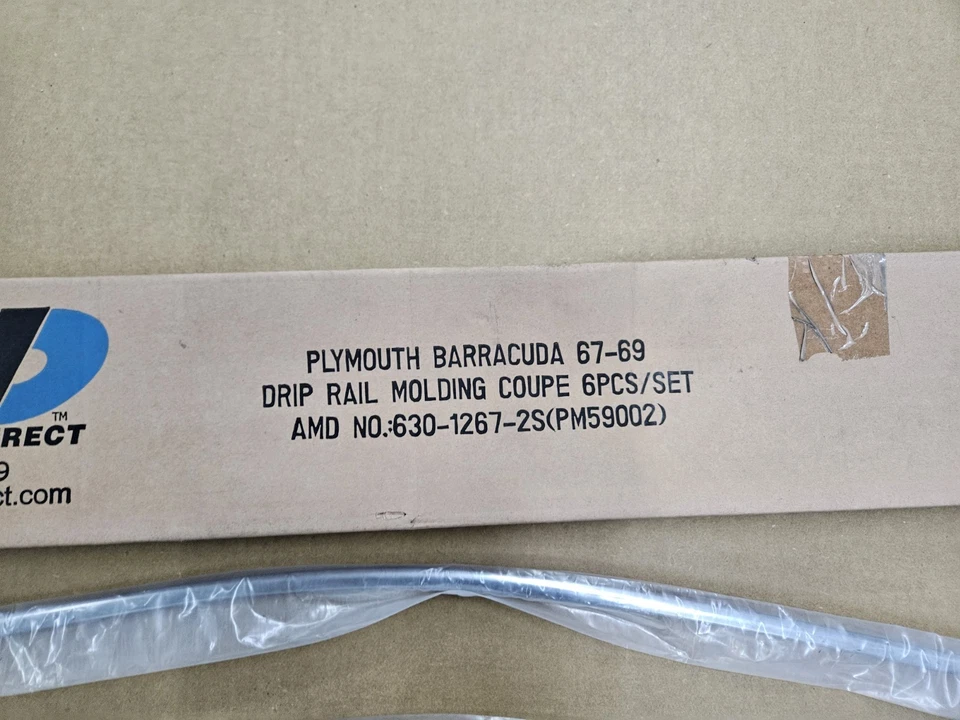 PLYMOUTH BARRACUDA 67-69
DRIP RAIL MOLDING COUPE 6PCS/SET
AMD NO.:630-1267-2S(PM59002)
TM
RECT
9
ct.com